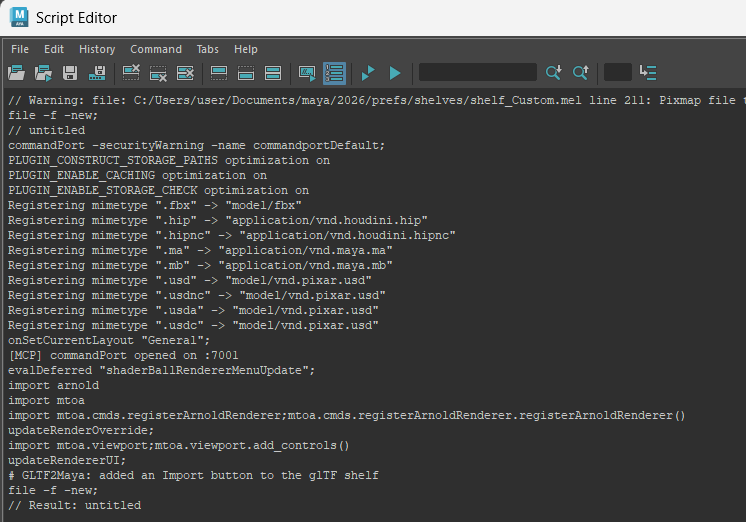 Script Editor
File Edit History Command Tabs Help
// Warning: file: C:/Users/user/Documents/maya/2026/prefs/shelves/shelf_Custom.mel line 211: Pixmap file
file -f -new;
// untitled
commandPort -securityWarning -name commandportDefault;
PLUGIN_CONSTRUCT_STORAGE_PATHS optimization on
PLUGIN_ENABLE_CACHING optimization on
PLUGIN_ENABLE_STORAGE_CHECK optimization on
Registering mimetype ".fbx" -> "model/fbx"
Registering mimetype ".hip" -> "application/vnd.houdini.hip"
Registering mimetype ".hipnc" -> "application/vnd.houdini.hipnc"
Registering mimetype ".ma" -> "application/vnd.maya.ma"
Registering mimetype ".mb" -> "application/vnd.maya.mb"
Registering mimetype ".usd" -> "model/vnd.pixar.usd"
Registering mimetype ".usdnc" -> "model/vnd.pixar.usd"
Registering mimetype ".usda" -> "model/vnd.pixar.usd"
Registering mimetype ".usdc" -> "model/vnd.pixar.usd"
onSetCurrentLayout "General";
[MCP] commandPort opened on :7001
evalDeferred "shaderBallRendererMenuUpdate";
import arnold
import mtoa
import mtoa.cmds.registerArnoldRenderer;mtoa.cmds.registerArnoldRenderer.registerArnoldRenderer()
updateRenderOverride;
import mtoa.viewport;mtoa.viewport.add_controls()
updateRendererUI;
# GLTF2Maya: added an Import button to the glTF shelf
file -f -new;
// Result: untitled